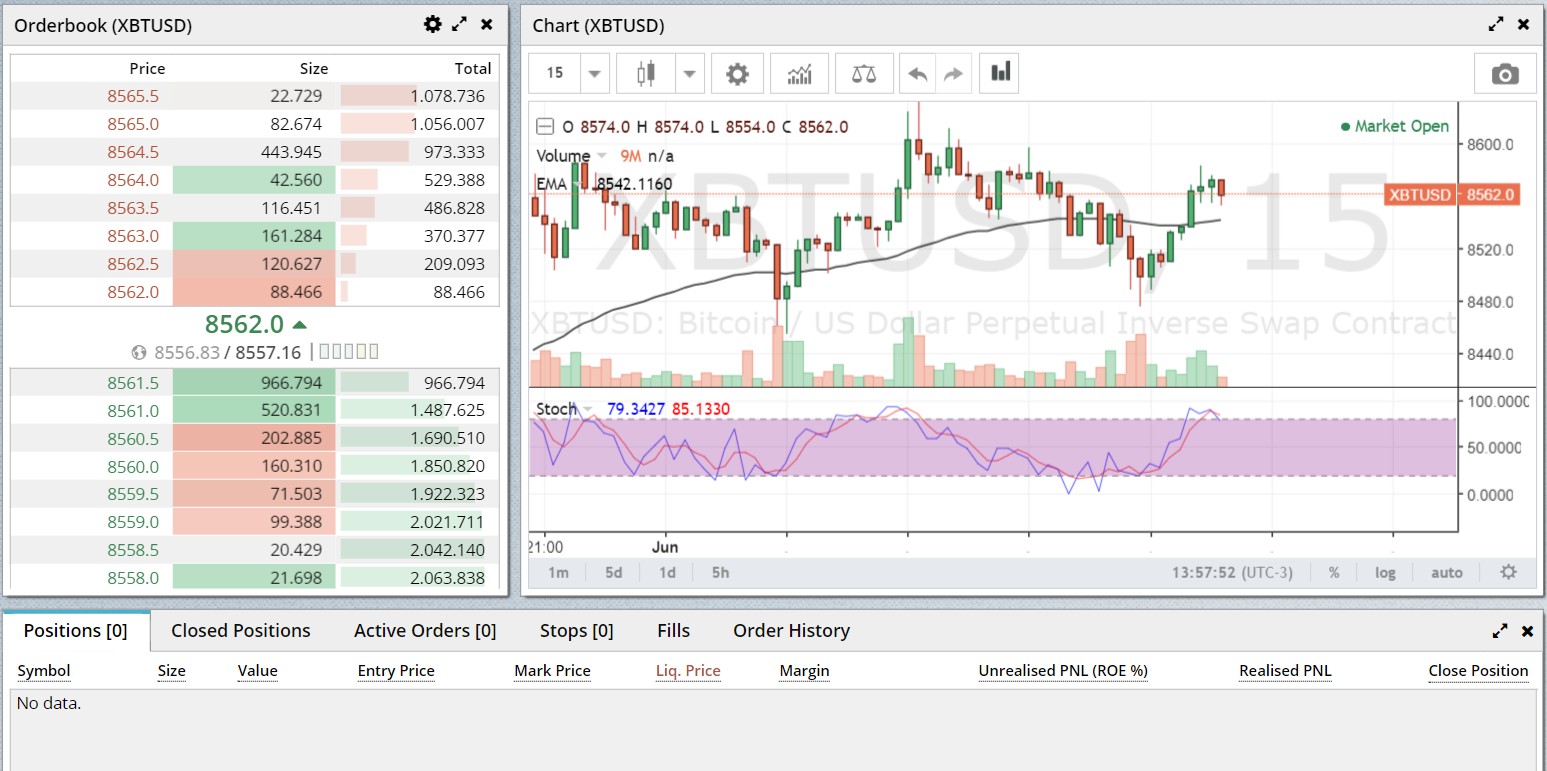 Orderbook (XBTUSD)
Price Size Total
8565.5 22.729 1.078.736
8565.0 82.674 1.056.007
8564.5 443.945 973.333
8564.0 42.560 529.388
8563.5 116.451 486.828
8563.0 161.284 370.377
8562.5 120.627 209.093
8562.0 88.466 88.466
8562.0
8556.83 / 8557.16
8561.5 966.794 966.794
8561.0 520.831 1.487.625
8560.5 202.885 1.690.510
8560.0 160.310 1.850.820
8559.5 71.503 1.922.323
8559.0 99.388 2.021.711
8558.5 20.429 2.042.140
8558.0 21.698 2.063.838
Chart (XBTUSD)
15
O 8574.0 H 8574.0 L 8554.0 C 8562.0
Market Open
Volume 9M n/a
EMA 8542.1160
XBTUSD, 15
XBTUSD: Bitcoin / US Dollar Perpetual Inverse Swap Contract
8600.0
XBTUSD 8562.0
8520.0
8480.0
8440.0
Stoch 79.3427 85.1330
100.0000
50.0000
0.0000
21:00 Jun
1m 5d 1d 5h 13:57:52 (UTC-3) % log auto
Positions [0] Closed Positions Active Orders [0] Stops [0] Fills Order History
Symbol Size Value Entry Price Mark Price Liq. Price Margin Unrealised PNL (ROE %) Realised PNL Close Position
No data.